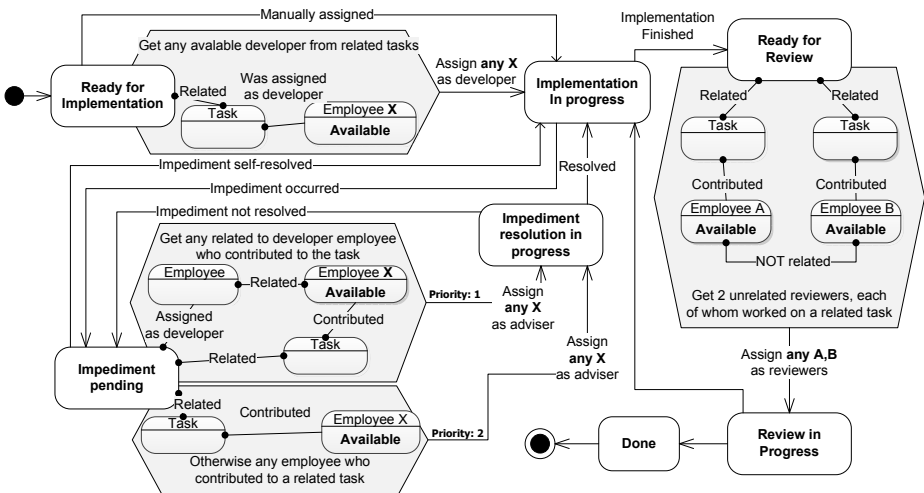 Manually assigned
Implementation
Finished
Get any avalable developer from related tasks
Ready for
Implementation
Related
Was assigned
as developer
Task
Employee X
Available
Assign any X
as developer
Implementation
In progress
Ready for
Review
Related
Related
Task
Task
Contributed
Contributed
Employee A
Available
Employee B
Available
NOT related
Get 2 unrelated reviewers, each
of whom worked on a related task
Impediment self-resolved
Resolved
Impediment occurred
Impediment not resolved
Impediment
resolution in
progress
Get any related to developer employee
who contributed to the task
Employee
Related
Employee X
Available
Priority: 1
Assign
any X
as adviser
Assigned
as developer
Contributed
Task
Related
Impediment
pending
Assign
any X
as adviser
Assign any A,B
as reviewers
Related
Task
Contributed
Employee X
Available
Priority: 2
Otherwise any employee who
contributed to a related task
Done
Review in
Progress